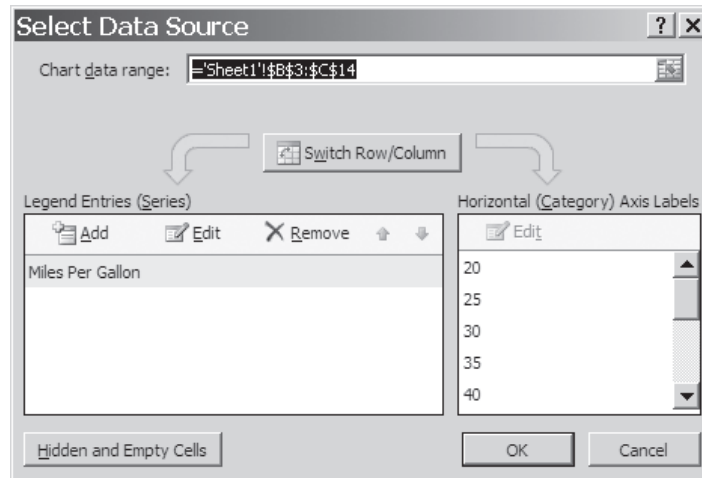 Select Data Source ? X
Chart data range: ='Sheet1'!$B$3:$C$14
Switch Row/Column
Legend Entries (Series)
Add Edit Remove
Miles Per Gallon
Horizontal (Category) Axis Labels
Edit
20
25
30
35
40
Hidden and Empty Cells
OK Cancel